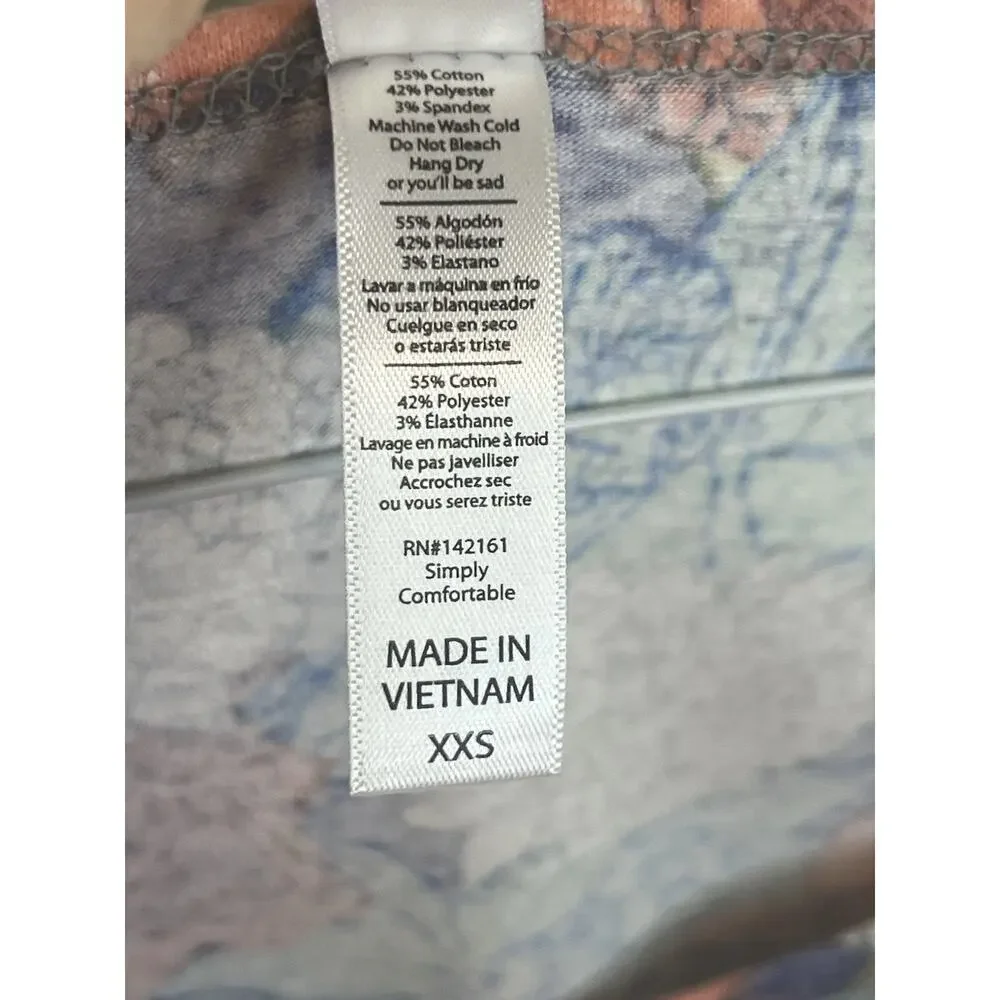 55% Cotton
42% Polyester
3% Spandex
Machine Wash Cold
Do Not Bleach
Hang Dry
or you'll be sad
55% Algodón
42% Poliéster
3% Elastano
Lavar a máquina en frío
No usar blanqueador
Cuelgue en seco
o estarás triste
55% Coton
42% Polyester
3% Élasthanne
Lavage en machine à froid
Ne pas javelliser
Accrochez sec
ou vous serez triste
RN#142161
Simply
Comfortable
MADE IN
VIETNAM
XXS